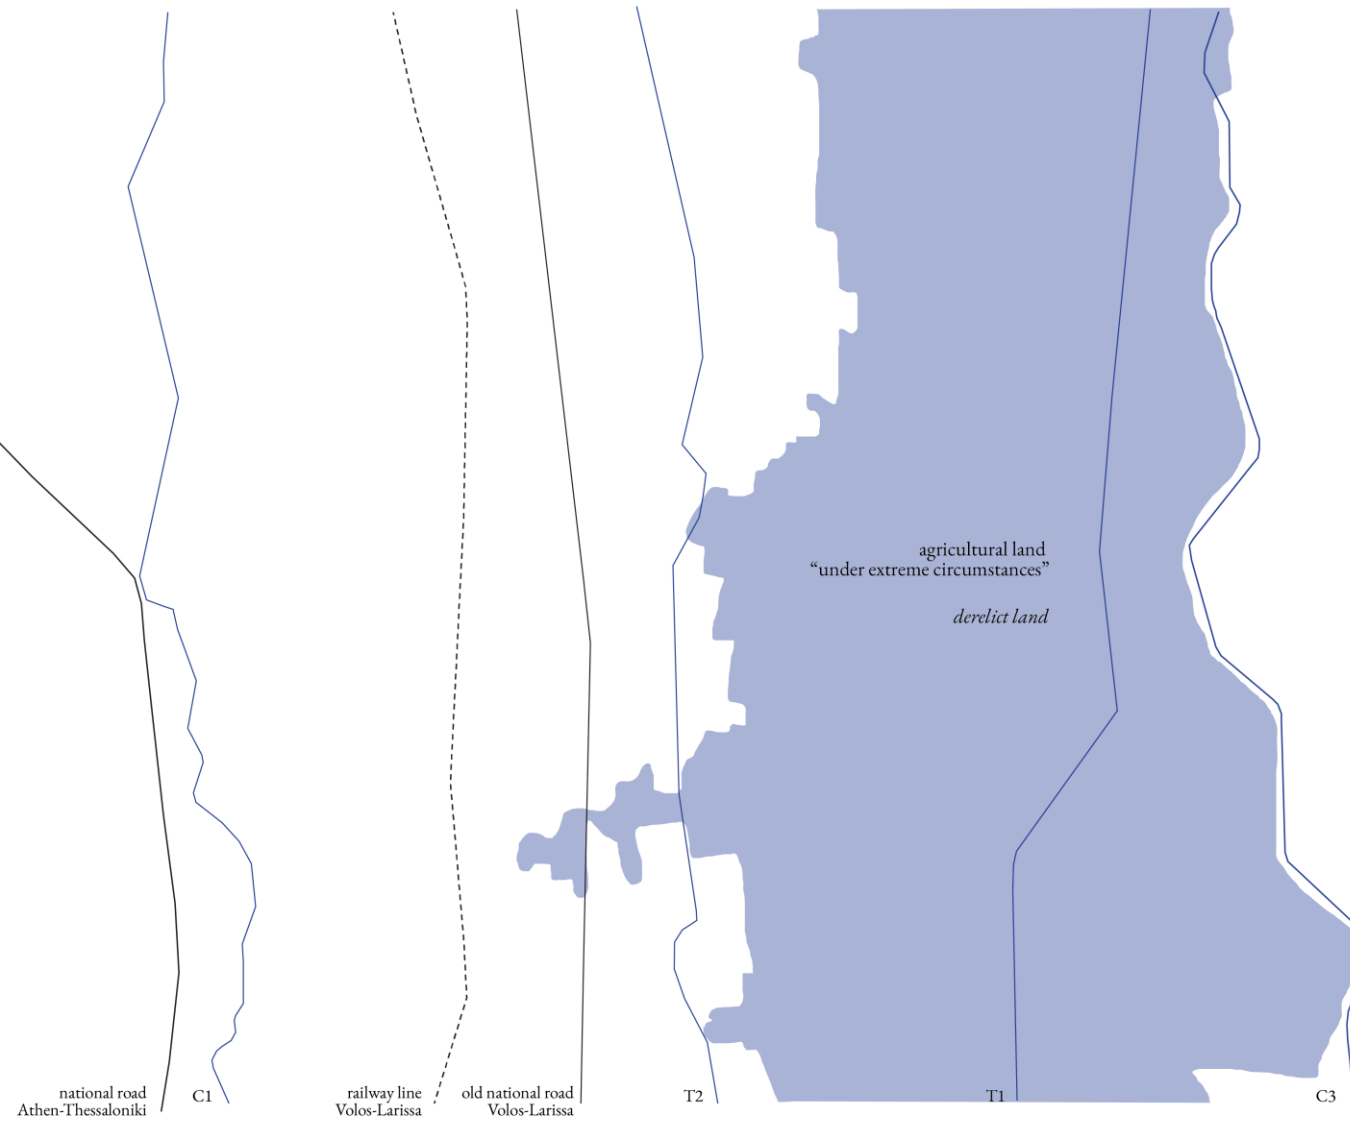 agricultural land
“under extreme circumstances”
derelict land
national road
Athen-Thessaloniki
C1
railway line
Volos-Larissa
old national road
Volos-Larissa
T2
T1
C3